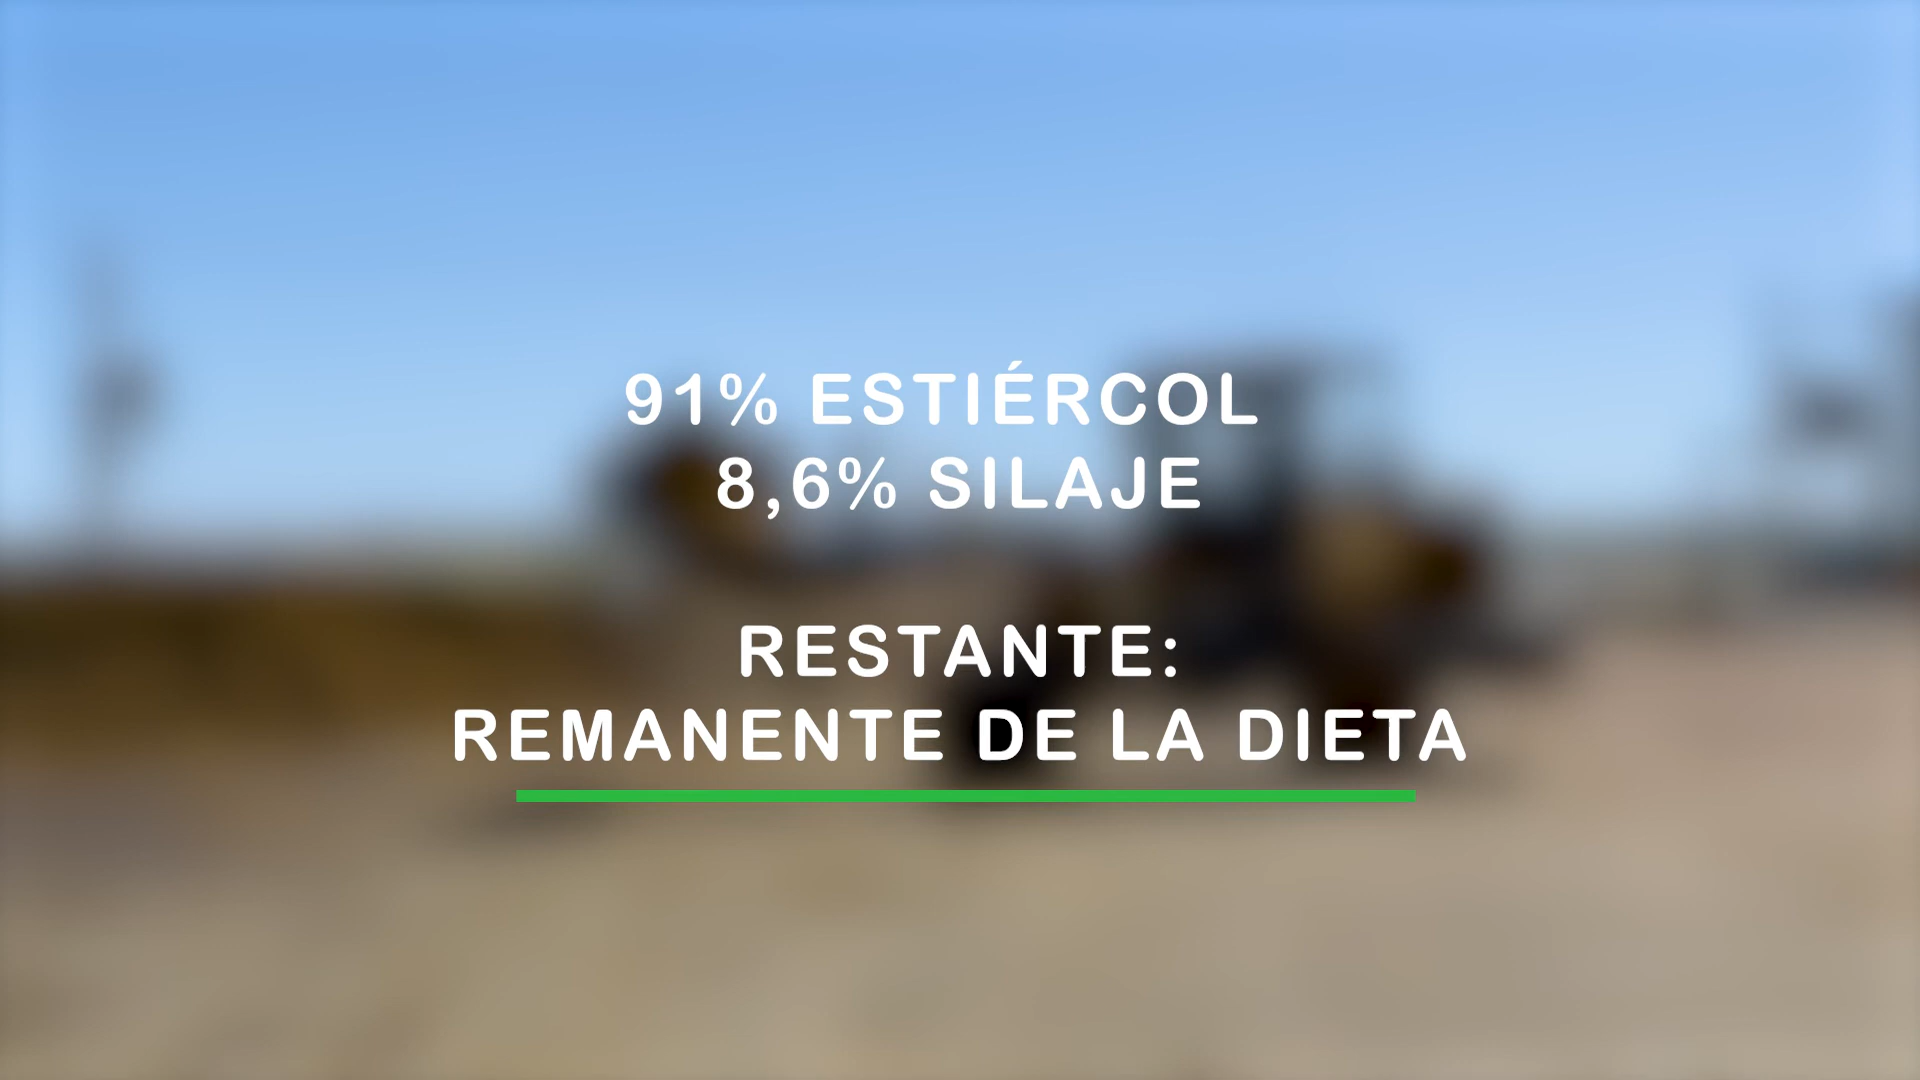 91% ESTIÉRCOL
8,6% SILAJE
RESTANTE:
REMANENTE DE LA DIETA